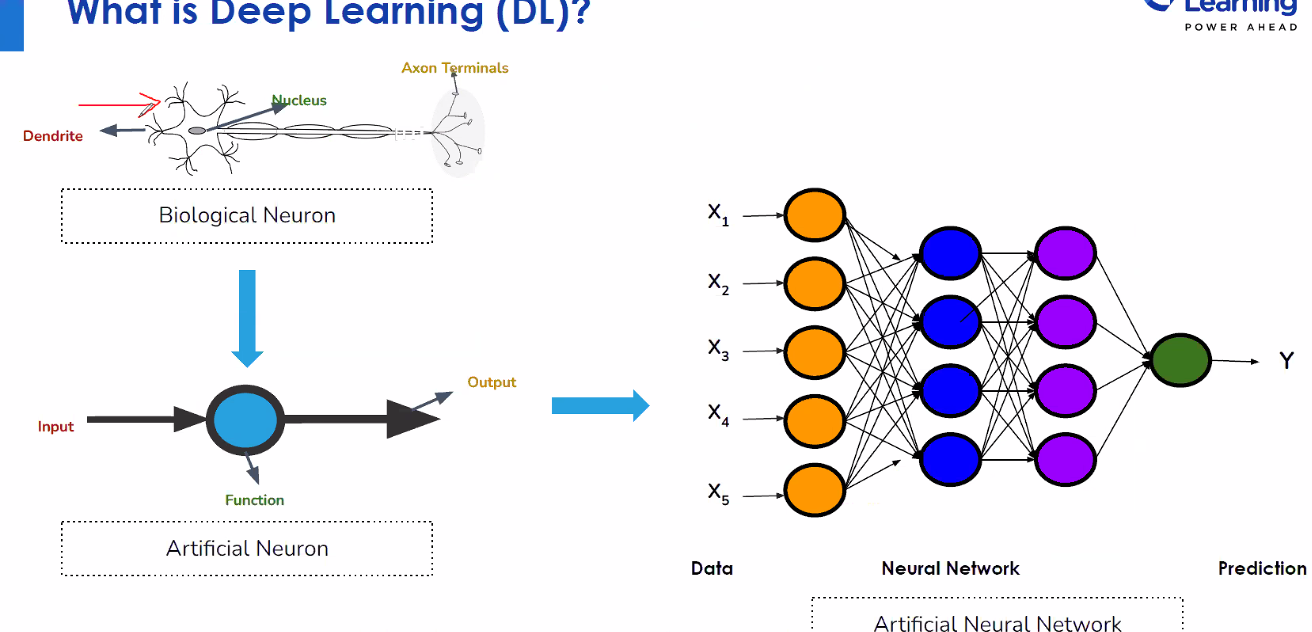 What is Deep Learning (DL)?
Learning
POWER AHEAD
Axon Terminals
Nucleus
Dendrite
Biological Neuron
Input
Output
Function
Artificial Neuron
X1
X2
X3
X4
X5
Y
Data
Neural Network
Prediction
Artificial Neural Network